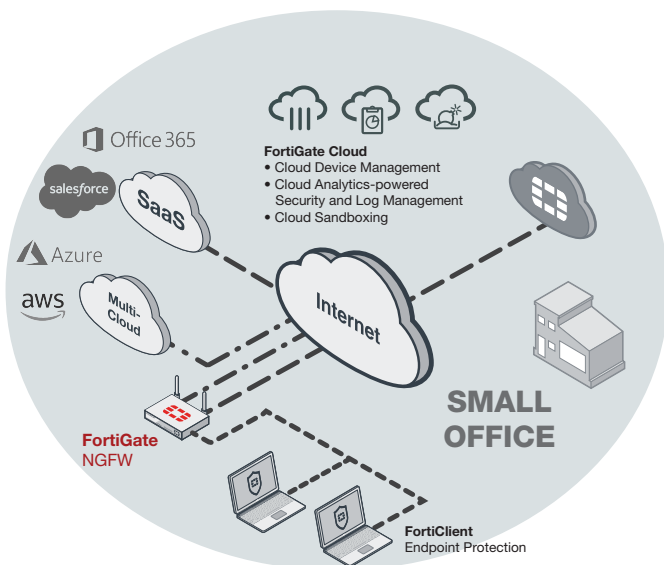 Office 365
salesforce
SaaS
FortiGate Cloud
• Cloud Device Management
• Cloud Analytics-powered
Security and Log Management
• Cloud Sandboxing
Azure
aws
Multi-
Cloud
Internet
SMALL
OFFICE
FortiGate
NGFW
FortiClient
Endpoint Protection